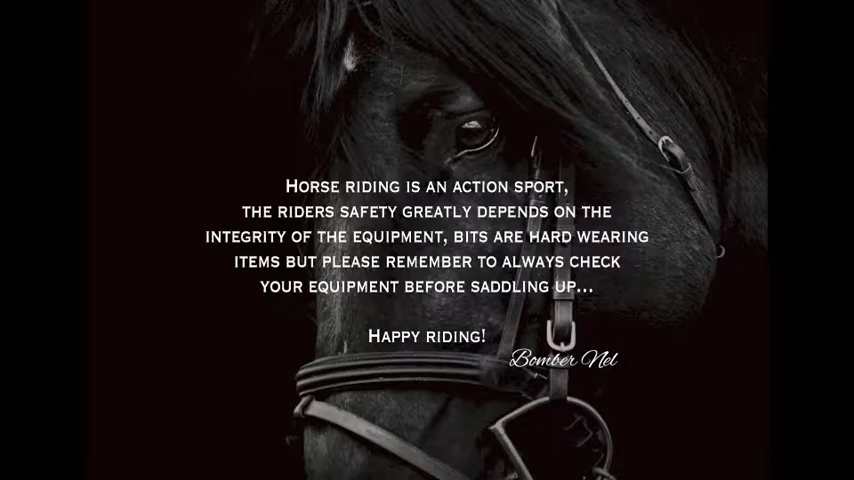 Horse riding is an action sport,
the riders safety greatly depends on the
integrity of the equipment, bits are hard wearing
items but please remember to always check
your equipment before saddling up...
Happy riding!
Bomber Nel